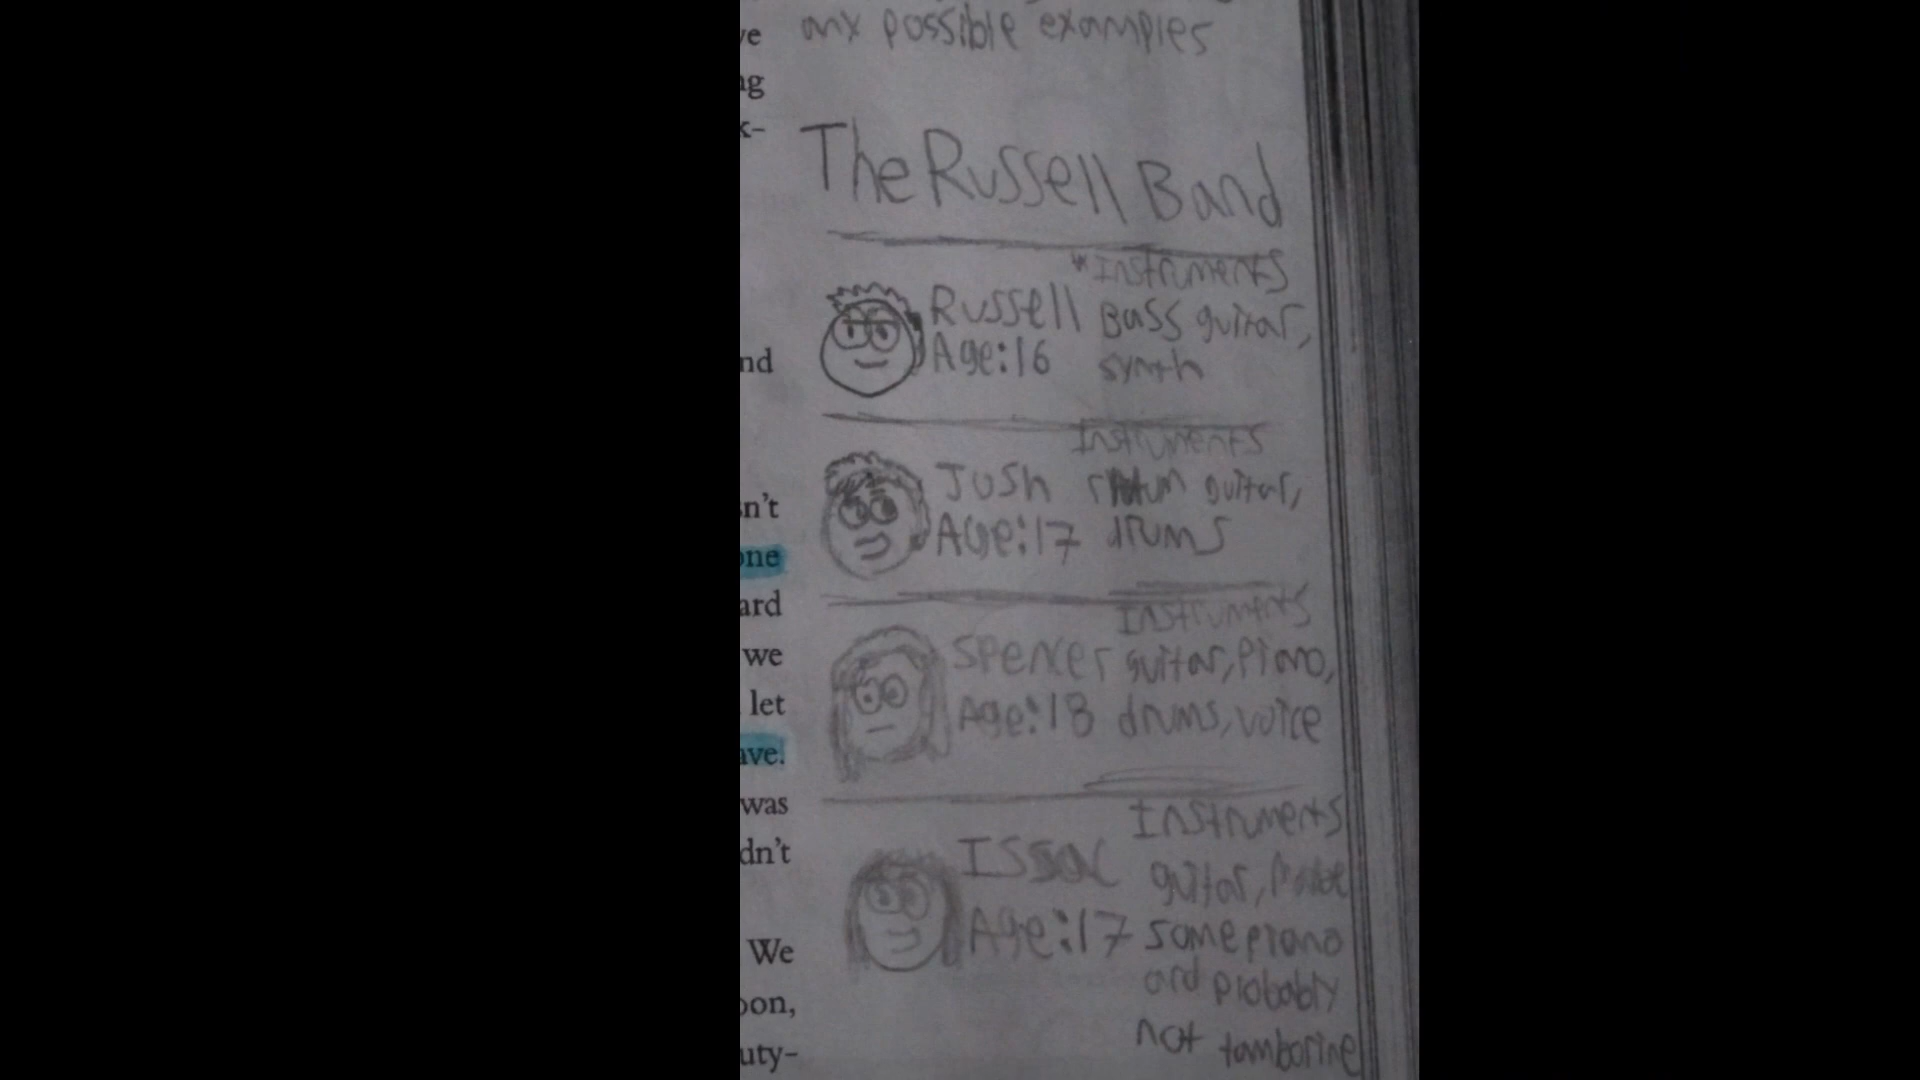 ve
any possible examples
ng
k-
The Russell Band
*Instruments
Russell Bass guitar,
Age:16 synth
nd
Instruments
Josh guitar,
Age:17 drums
n't
one
ard
Instruments
we
Spencer guitar, piano,
let
Age:18 drums, voice
ave.
was
Instruments
dn't
Issac guitar,
Age:17 some piano
We
and probably
oon,
not tamborine
uty-